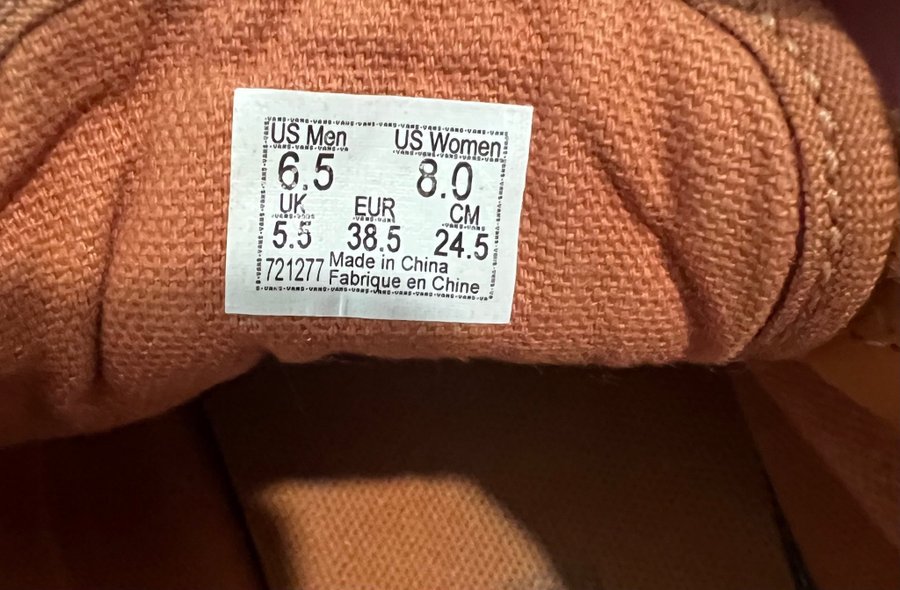 US Men US Women
6.5 8.0
UK EUR CM
5.5 38.5 24.5
721277 Made in China
Fabrique en Chine